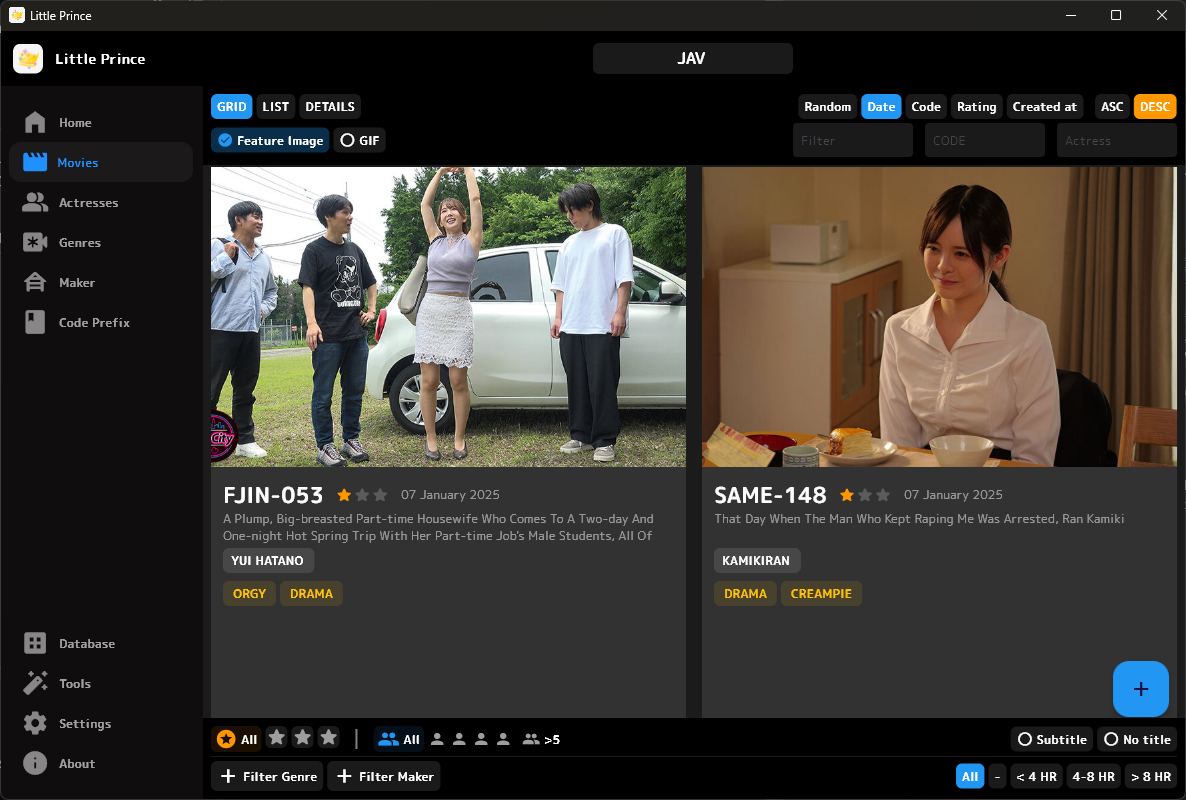 Little Prince
Little Prince
JAV
Home
Movies
Actresses
Genres
Maker
Code Prefix
Database
Tools
Settings
About
GRID LIST DETAILS
Random Date Code Rating Created at ASC DESC
Feature Image GIF
Filter CODE Actress
City
FJIN-053 07 January 2025
A Plump, Big-breasted Part-time Housewife Who Comes To A Two-day And
One-night Hot Spring Trip With Her Part-time Job's Male Students, All Of
YUI HATANO
ORGY DRAMA
SAME-148 07 January 2025
That Day When The Man Who Kept Raping Me Was Arrested, Ran Kamiki
KAMIKIRAN
DRAMA CREAMPIE
+
All | All >5
Subtitle No title
+ Filter Genre + Filter Maker
All - < 4 HR 4-8 HR > 8 HR